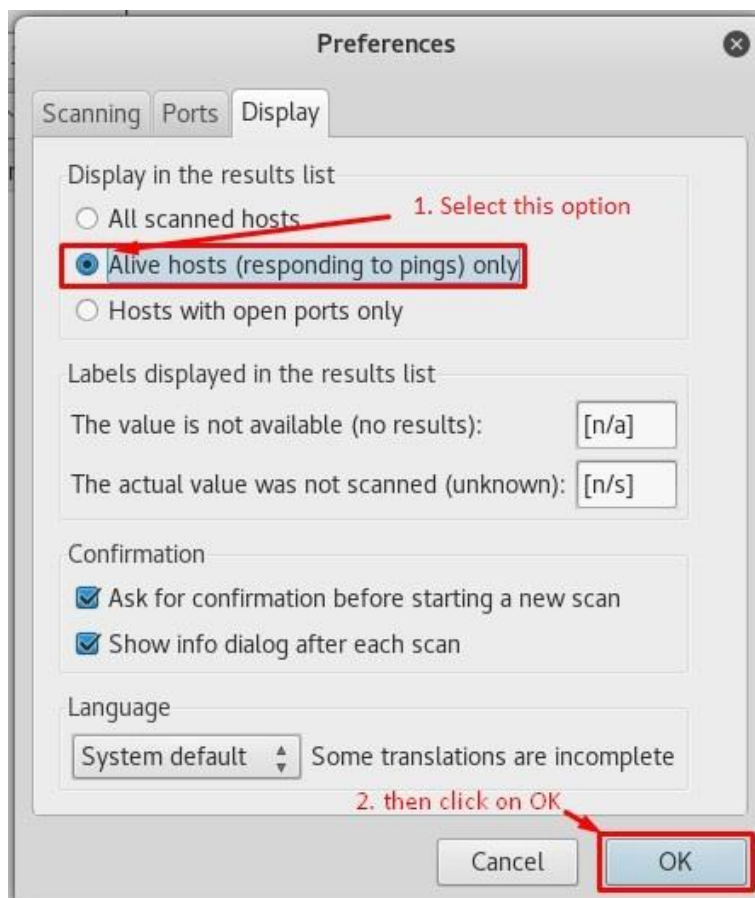 Preferences
Scanning Ports Display
Display in the results list
All scanned hosts
1. Select this option
Alive hosts (responding to pings) only
Hosts with open ports only
Labels displayed in the results list
The value is not available (no results): [n/a]
The actual value was not scanned (unknown): [n/s]
Confirmation
Ask for confirmation before starting a new scan
Show info dialog after each scan
Language
System default Some translations are incomplete
2. then click on OK
Cancel OK